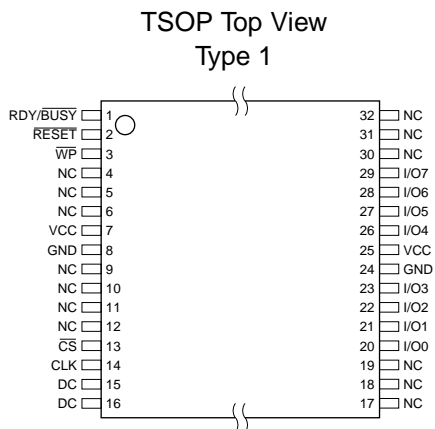 TSOP Top View
Type 1
RDY/BUSY 1 32 NC
RESET 2 31 NC
WP 3 30 NC
NC 4 29 I/O7
NC 5 28 I/O6
NC 6 27 I/O5
VCC 7 26 I/O4
GND 8 25 VCC
NC 9 24 GND
NC 10 23 I/O3
NC 11 22 I/O2
NC 12 21 I/O1
CS 13 20 I/O0
CLK 14 19 NC
DC 15 18 NC
DC 16 17 NC